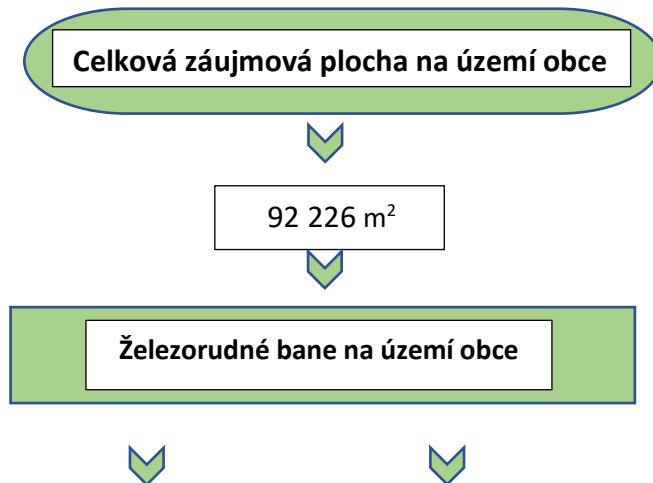 Celková záujmová plocha na území obce
92 226 m²
Železorudné bane na území obce